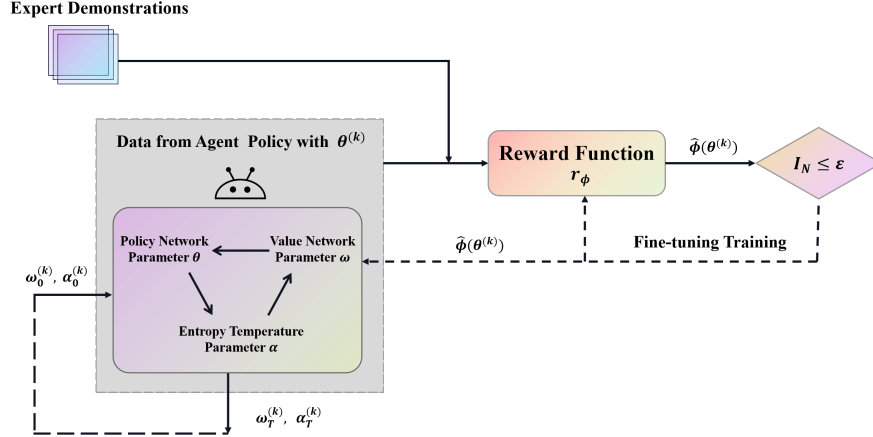 Expert Demonstrations
Data from Agent Policy with θ^(k)
Reward Function
r_ϕ
ϕ̂(θ^(k))
I_N ≤ ε
Policy Network
Parameter θ
Value Network
Parameter ω
ϕ̂(θ^(k))
Fine-tuning Training
ω_0^(k), α_0^(k)
Entropy Temperature
Parameter α
ω_T^(k), α_T^(k)